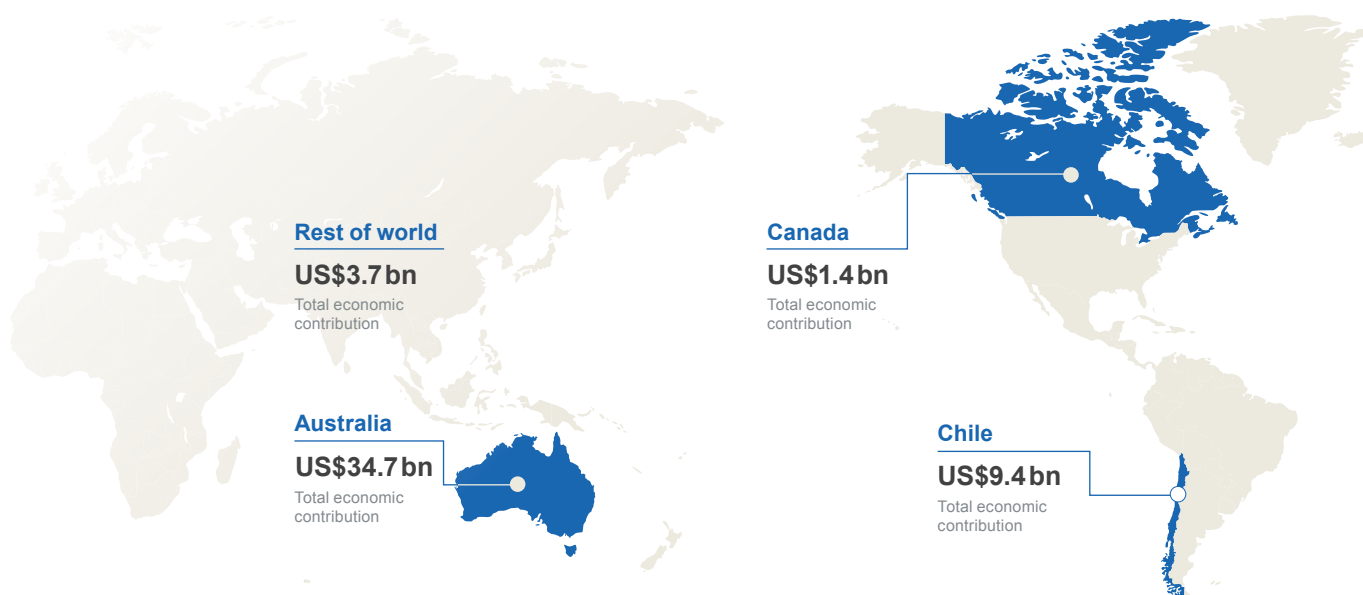 Rest of world
US$3.7bn
Total economic
contribution
Canada
US$1.4bn
Total economic
contribution
Australia
US$34.7bn
Total economic
contribution
Chile
US$9.4bn
Total economic
contribution